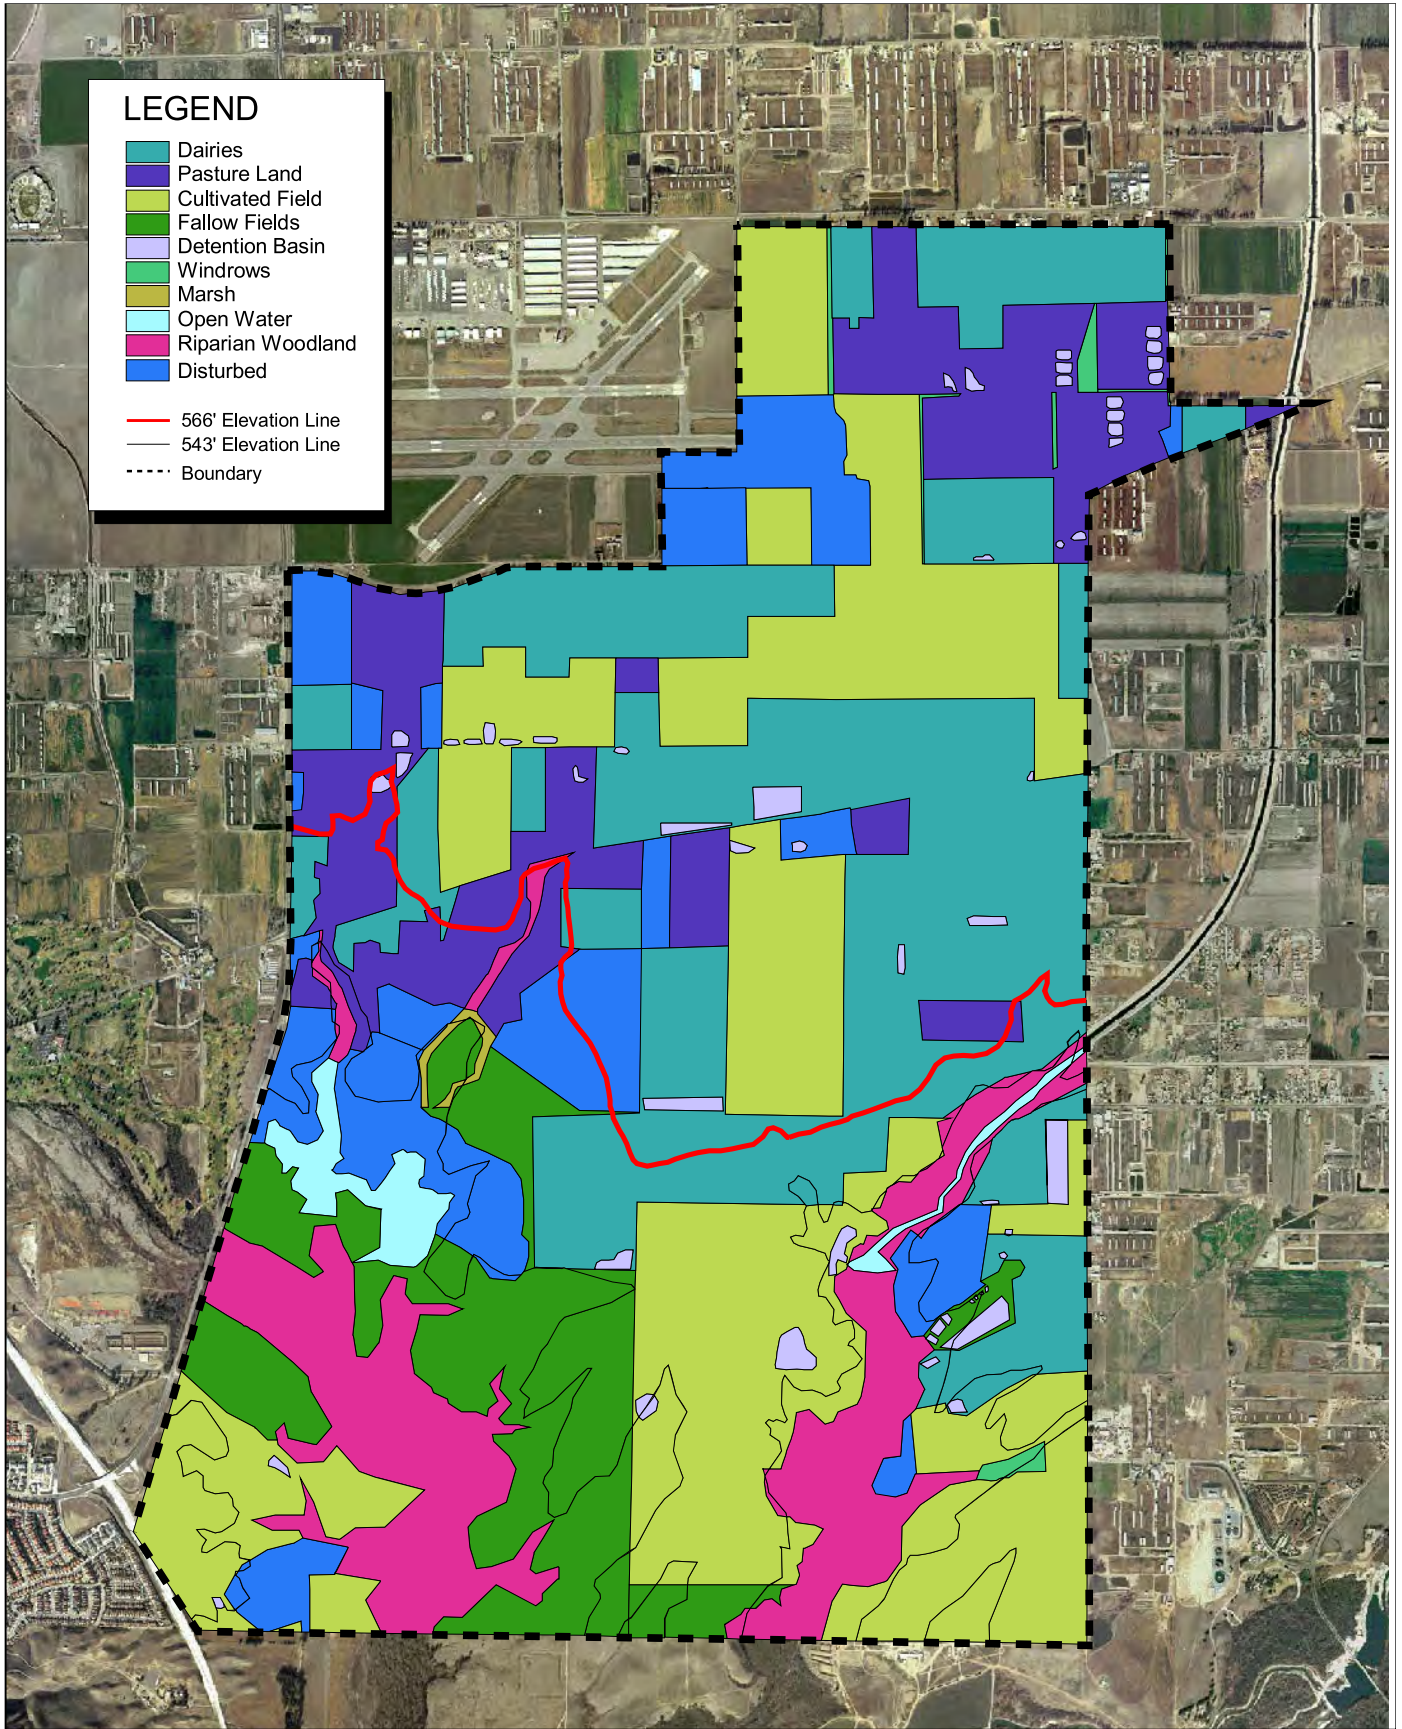 LEGEND
Dairies
Pasture Land
Cultivated Field
Fallow Fields
Detention Basin
Windrows
Marsh
Open Water
Riparian Woodland
Disturbed
566' Elevation Line
543' Elevation Line
Boundary